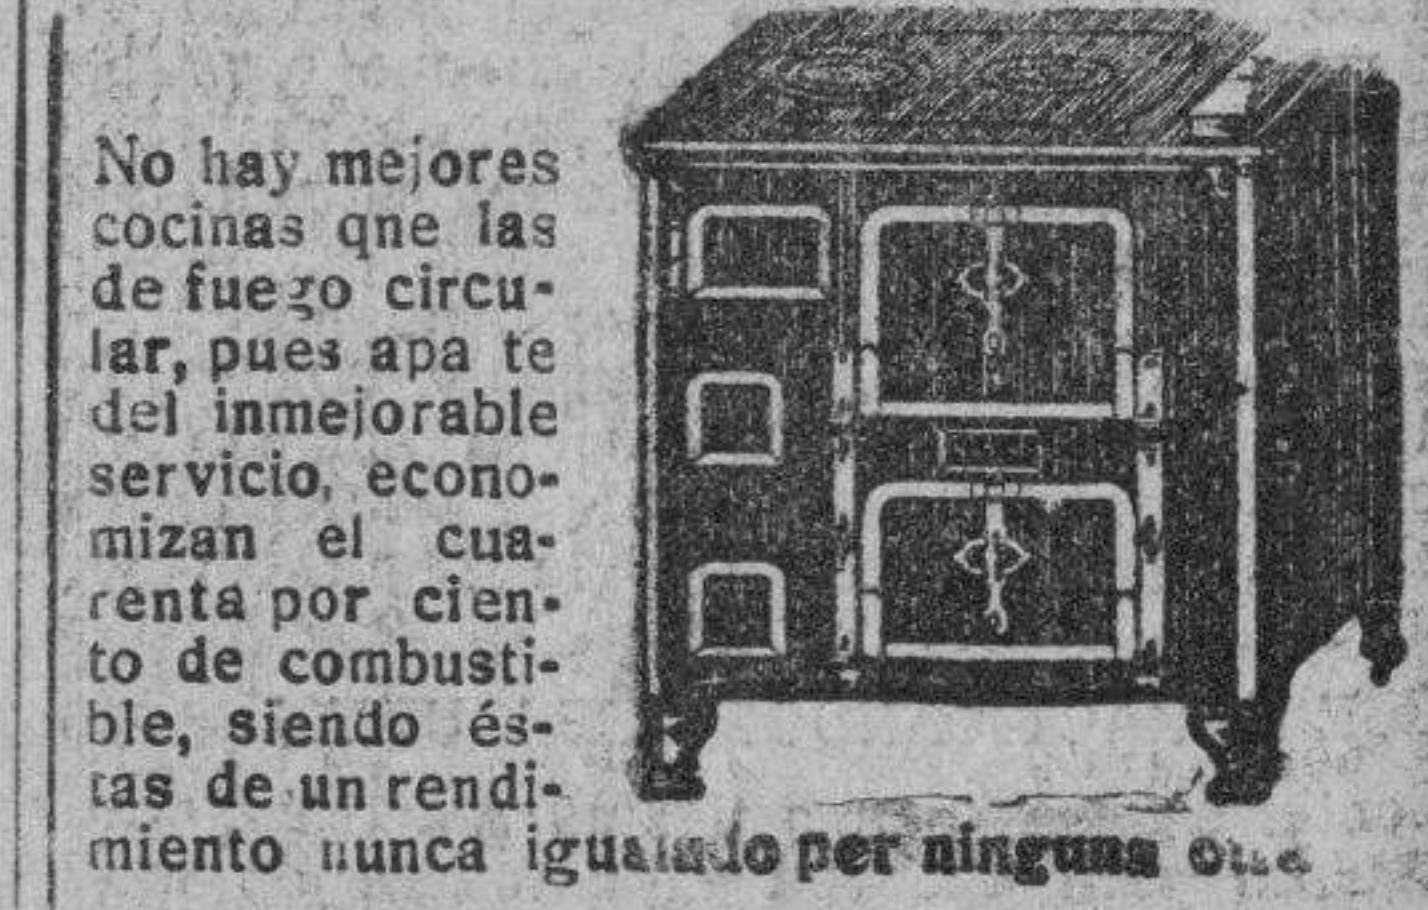 No hay mejores
cocinas qne las
de fuego circu-
lar, pues apa te
del inmejorable
servicio, econo-
mizan el cua-
renta por cien-
to de combusti-
ble, siendo és-
tas de un rendi-
miento nunca igualado per ninguna otra